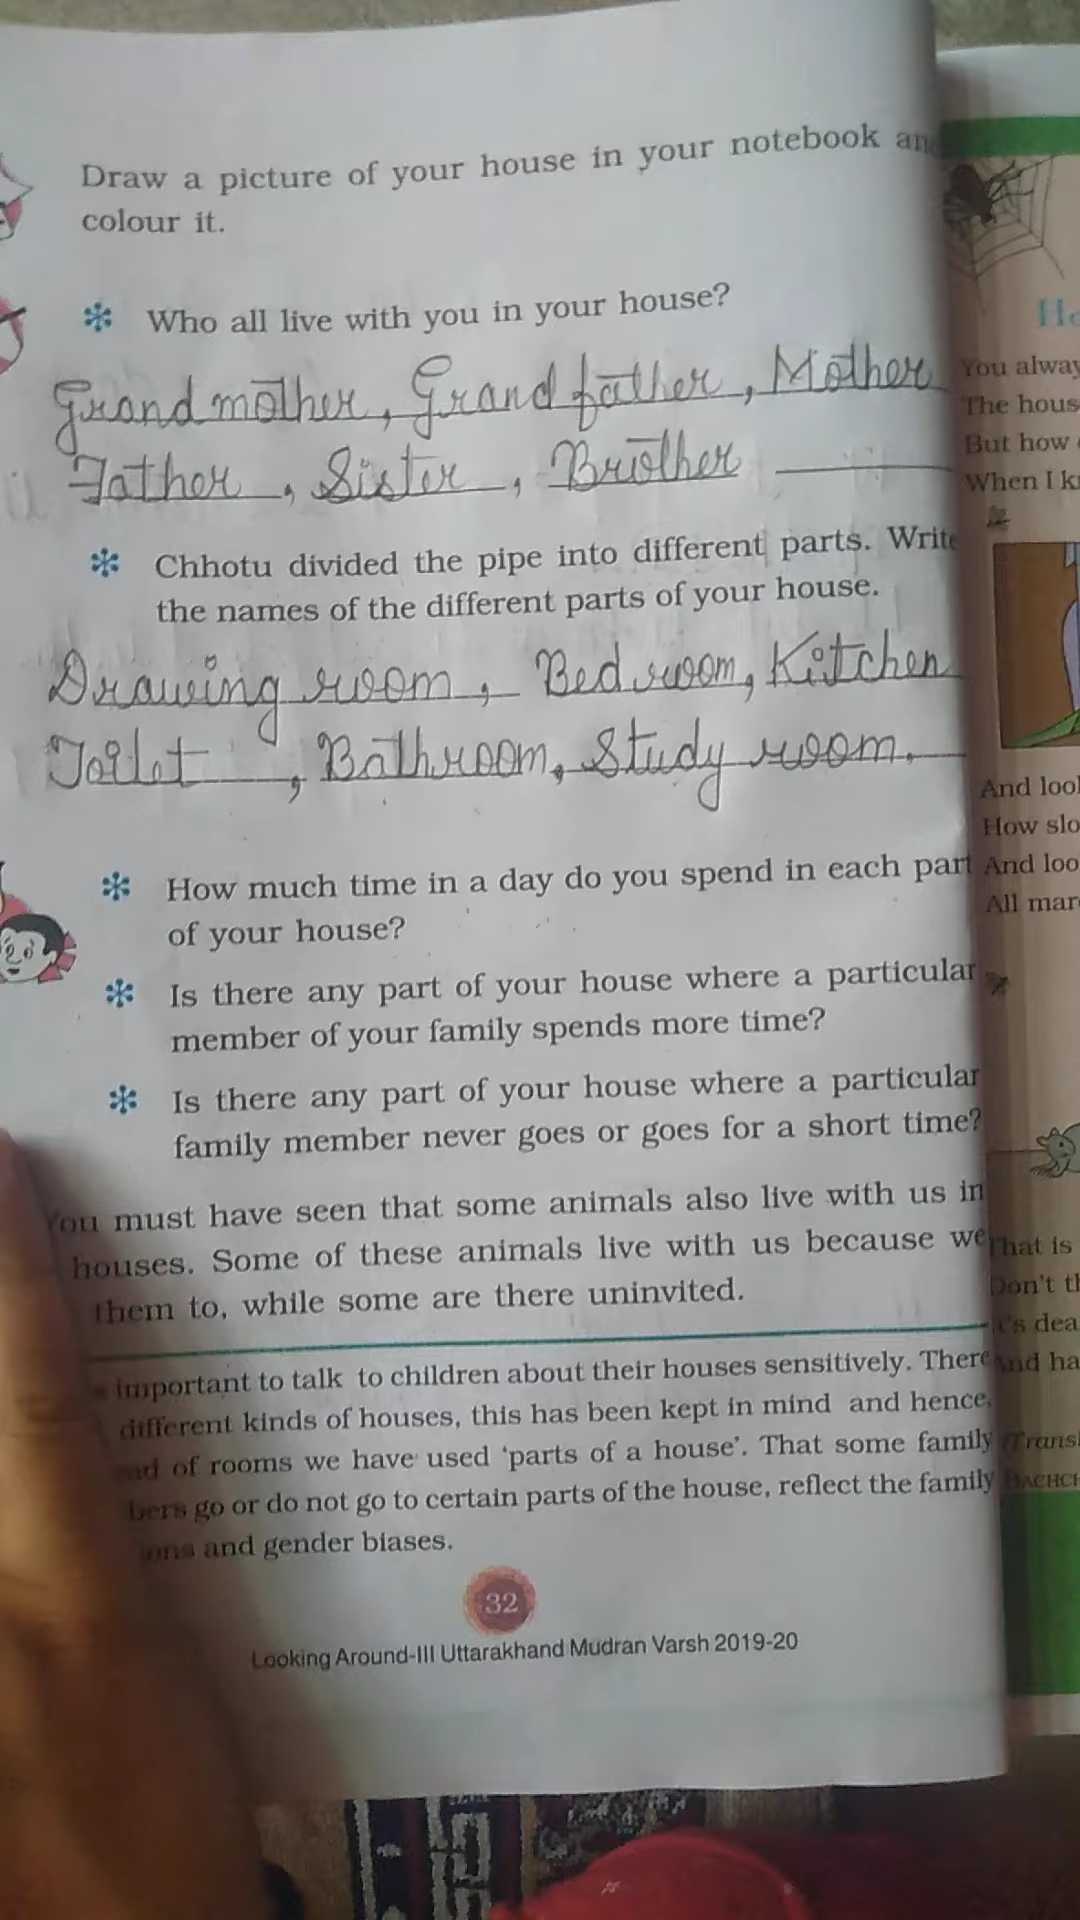 Draw a picture of your house in your notebook
colour it.
Who all live with you in your house?
Grandmother, Grandfather, Mother
Father, Sister, Brother
Chhotu divided the pipe into different parts. Write
the names of the different parts of your house.
Drawing room, Bed room, Kitchen
Toilet, Bathroom, Study room.
How much time in a day do you spend in each part
of your house?
Is there any part of your house where a particular
member of your family spends more time?
Is there any part of your house where a particular
family member never goes or goes for a short time?
You must have seen that some animals also live with us in
houses. Some of these animals live with us because we
them to, while some are there uninvited.
important to talk to children about their houses sensitively. There
different kinds of houses, this has been kept in mind and hence,
of rooms we have used 'parts of a house'. That some family
bers go or do not go to certain parts of the house, reflect the family
and gender biases.
32
Looking Around-III Uttarakhand Mudran Varsh 2019-20
You alway
The hous
But how
When I k
And look
How slo
And loo
All mar
That is
Don't th
dea
And ha